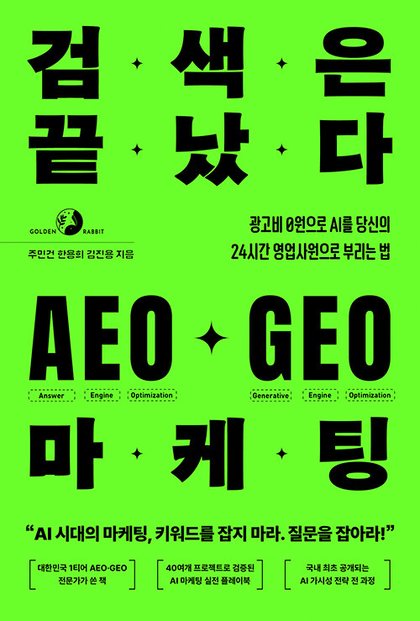 검색은
끝났다
GOLDEN RABBIT
주민건 한용희 김진용 지음
광고비 0원으로 AI를 당신의
24시간 영업사원으로 부리는 법
AEO GEO
Answer Engine Optimization Generative Engine Optimization
마케팅
“AI 시대의 마케팅, 키워드를 잡지 마라. 질문을 잡아라!”
대한민국 1티어 AEO·GEO
전문가가 쓴 책
40여개 프로젝트로 검증된
AI 마케팅 실전 플레이북
국내 최초 공개되는
AI 가시성 전략 전 과정